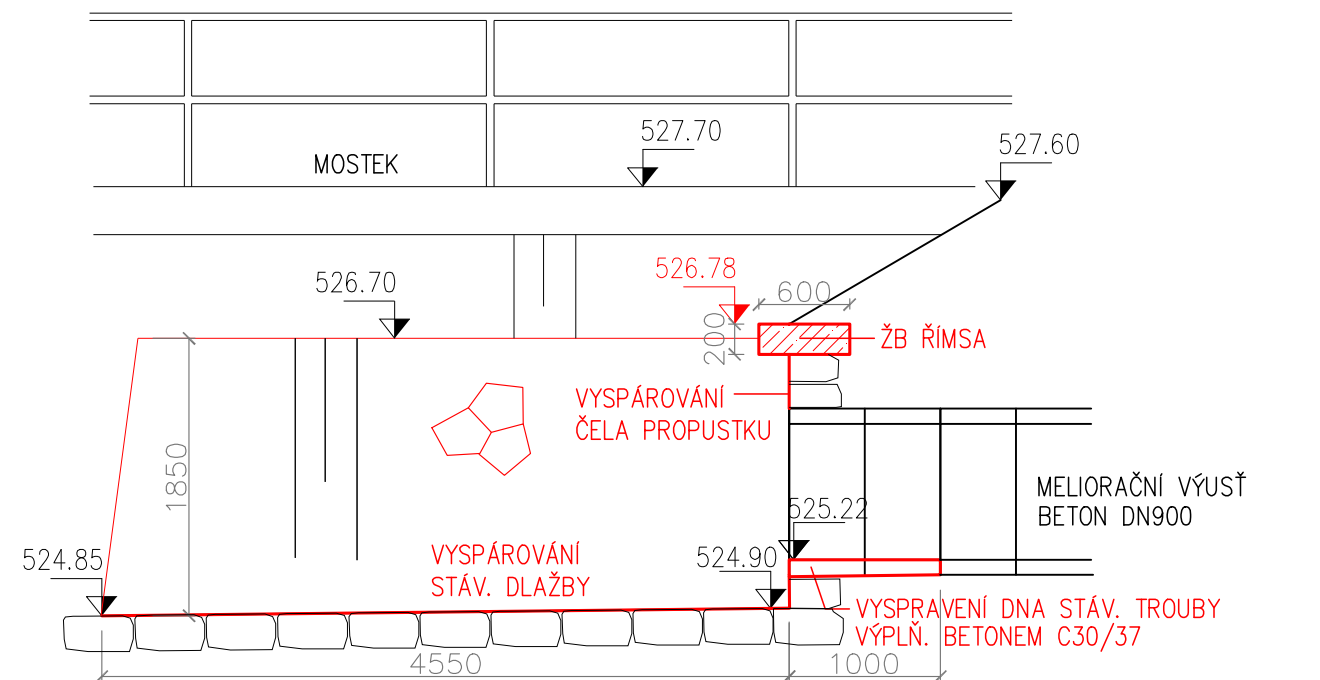 527.70
527.60
MOSTEK
526.78
526.70
600
200
ŽB ŘÍMSA
VYSPÁROVÁNÍ
ČELA PROPUSTKU
1850
MELIORAČNÍ VÝUSŤ
BETON DN900
525.22
524.85
VYSPÁROVÁNÍ
STÁV. DLAŽBY
524.90
VYSPRAVENÍ DNA STÁV. TROUBY
VÝPLŇ. BETONEM C30/37
4550
1000